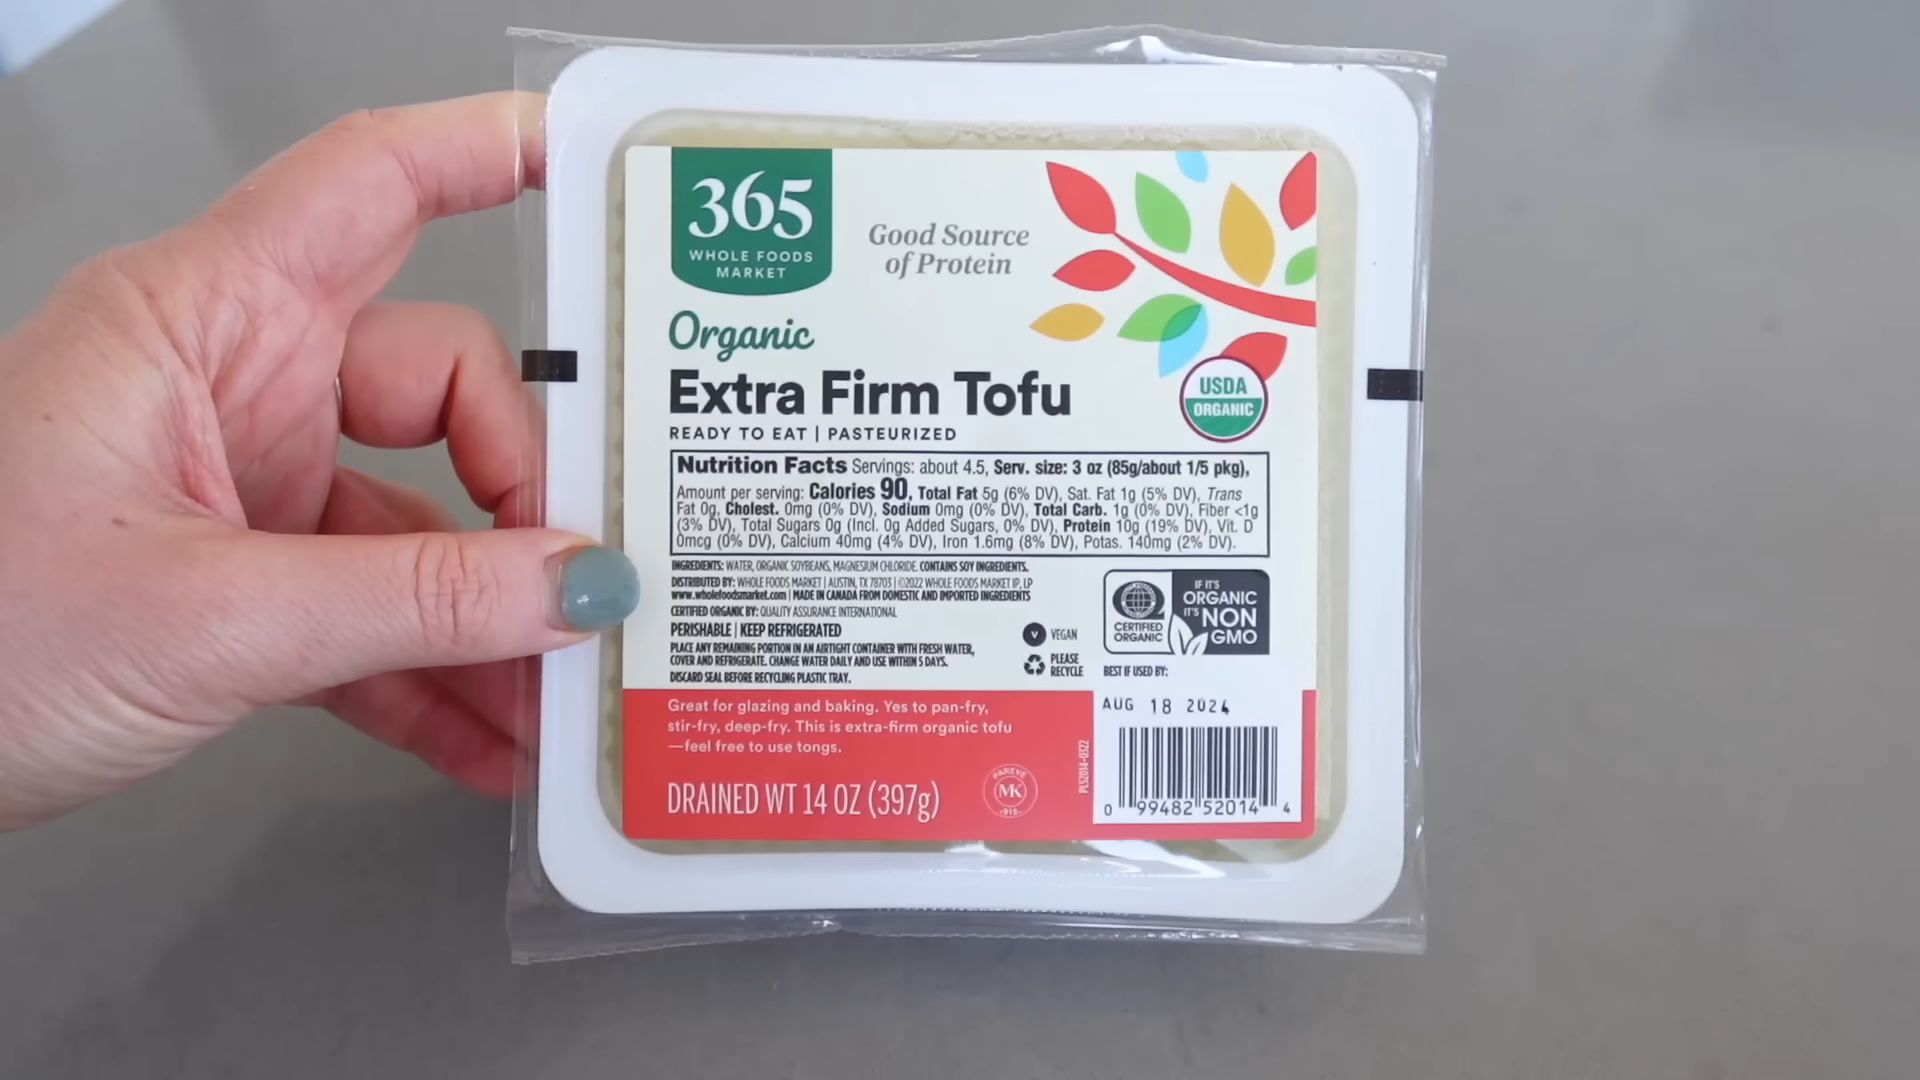 365
WHOLE FOODS
MARKET
Good Source
of Protein
Organic
Extra Firm Tofu
READY TO EAT | PASTEURIZED
USDA
ORGANIC
Nutrition Facts Servings: about 4.5, Serv. size: 3 oz (85g/about 1/5 pkg),
Amount per serving: Calories 90, Total Fat 5g (6% DV), Sat. Fat 1g (5% DV), Trans
Fat 0g, Cholest. 0mg (0% DV), Sodium 0mg (0% DV), Total Carb. 1g (0% DV), Fiber <1g
(3% DV), Total Sugars 0g (Incl. 0g Added Sugars, 0% DV), Protein 10g (19% DV), Vit. D
0mcg (0% DV), Calcium 40mg (4% DV), Iron 1.6mg (8% DV), Potas. 140mg (2% DV).
INGREDIENTS: WATER, ORGANIC SOYBEANS, MAGNESIUM CHLORIDE. CONTAINS SOY INGREDIENTS.
DISTRIBUTED BY: WHOLE FOODS MARKET | AUSTIN, TX 78703 | ©2022 WHOLE FOODS MARKET IP, LP
www.wholefoodsmarket.com | MADE IN CANADA FROM DOMESTIC AND IMPORTED INGREDIENTS
CERTIFIED ORGANIC BY: QUALITY ASSURANCE INTERNATIONAL
PERISHABLE | KEEP REFRIGERATED
PLACE ANY REMAINING PORTION IN AN AIRTIGHT CONTAINER WITH FRESH WATER,
COVER AND REFRIGERATE. CHANGE WATER DAILY AND USE WITHIN 5 DAYS.
DISCARD SEAL BEFORE RECYCLING PLASTIC TRAY.
V VEGAN
PLEASE
RECYCLE
CERTIFIED
ORGANIC
IF IT'S
ORGANIC
IT'S NON
GMO
BEST IF USED BY:
AUG 18 2024
Great for glazing and baking. Yes to pan-fry,
stir-fry, deep-fry. This is extra-firm organic tofu
—feel free to use tongs.
DRAINED WT 14 OZ (397g)
PAREVE
MK
•915•
PLS2014-0322
0 99482 52014 4